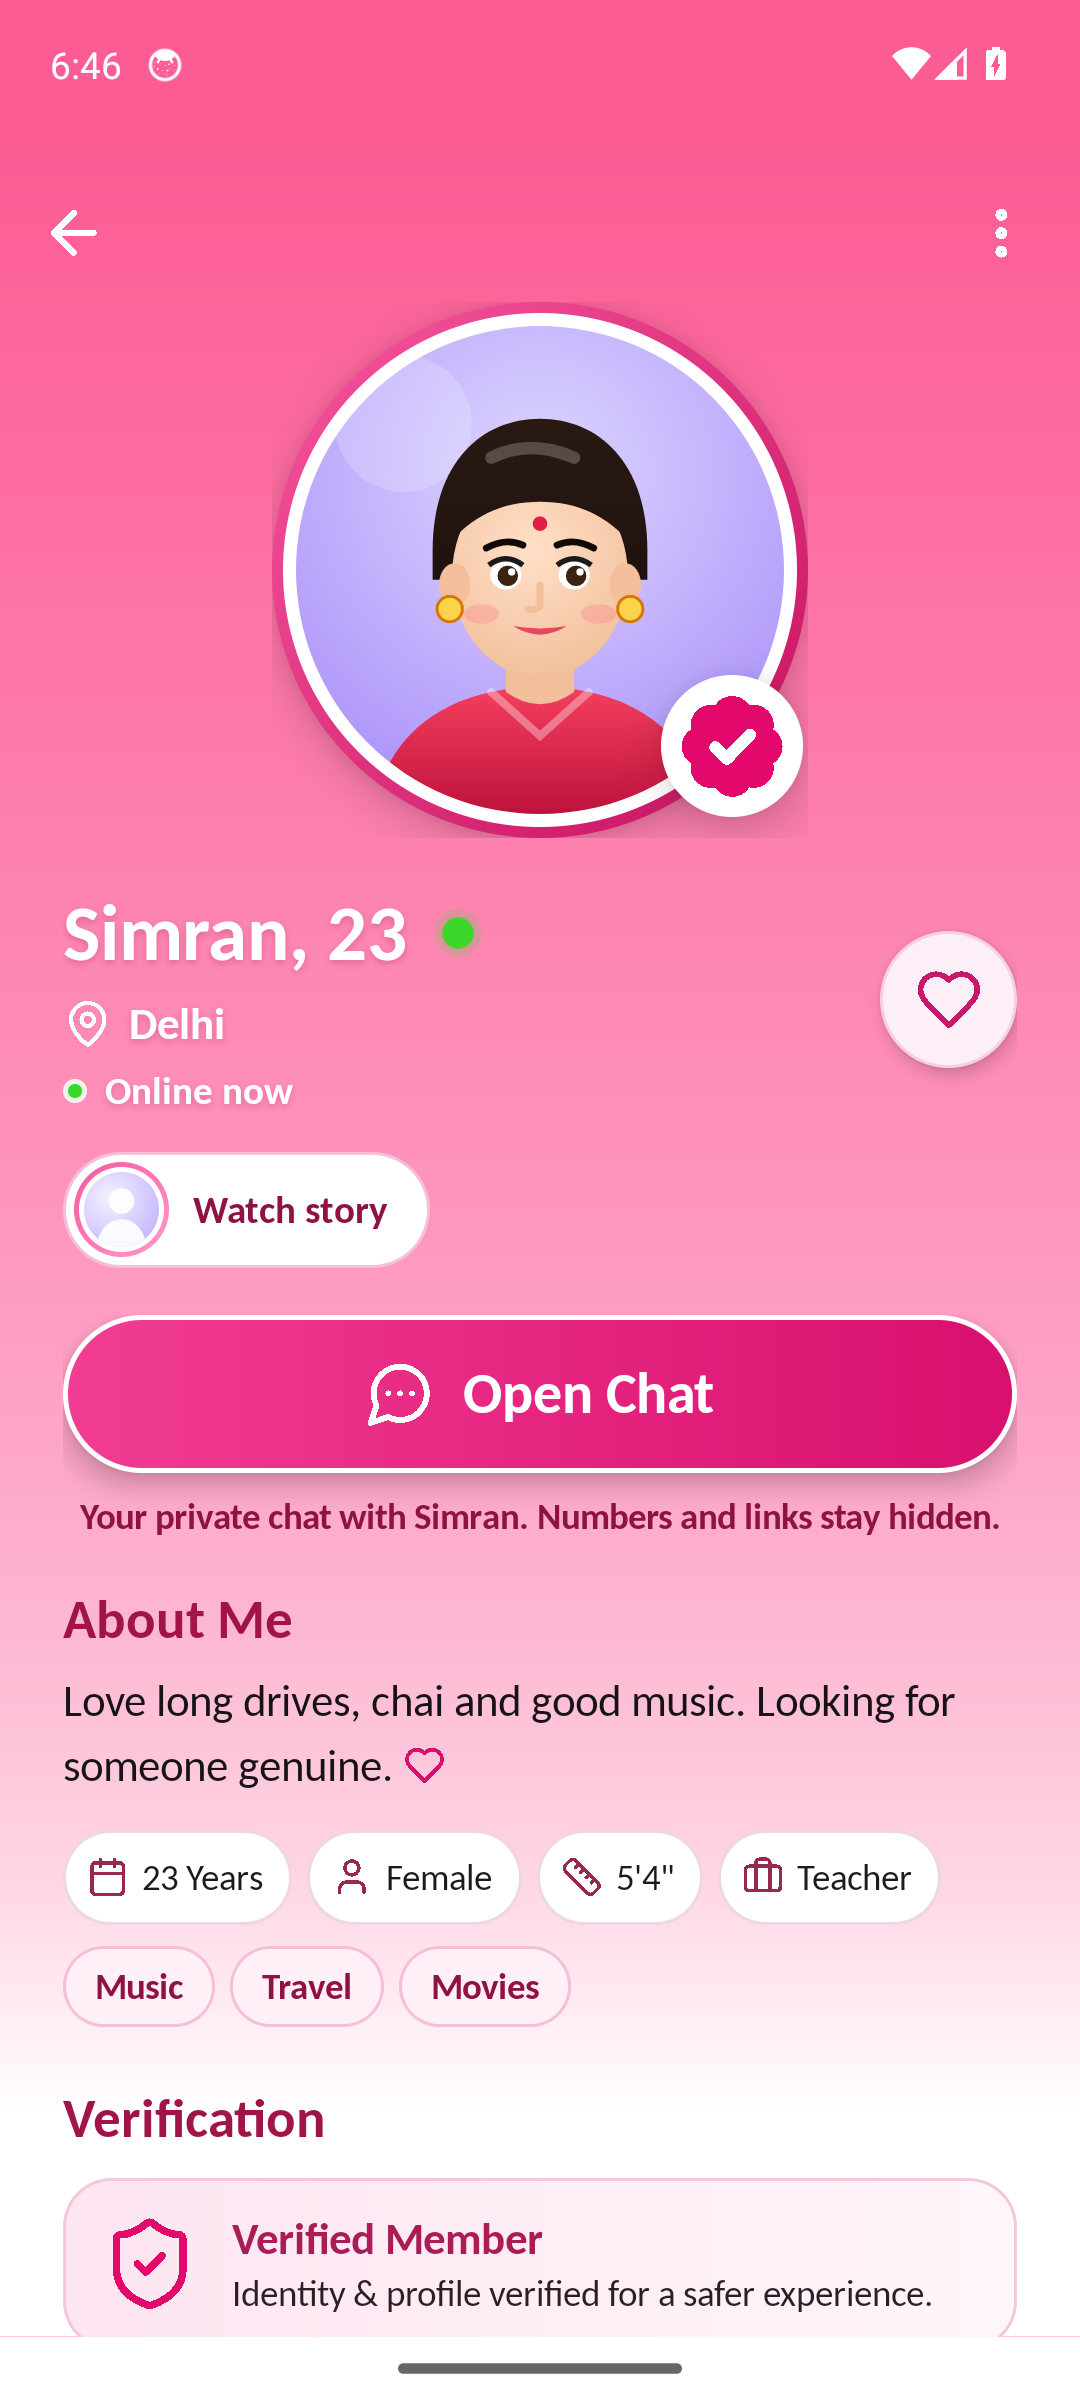 6:46
Simran, 23
Delhi
Online now
Watch story
Open Chat
Your private chat with Simran. Numbers and links stay hidden.
About Me
Love long drives, chai and good music. Looking for
someone genuine.
23 Years Female 5'4" Teacher
Music Travel Movies
Verification
Verified Member
Identity & profile verified for a safer experience.